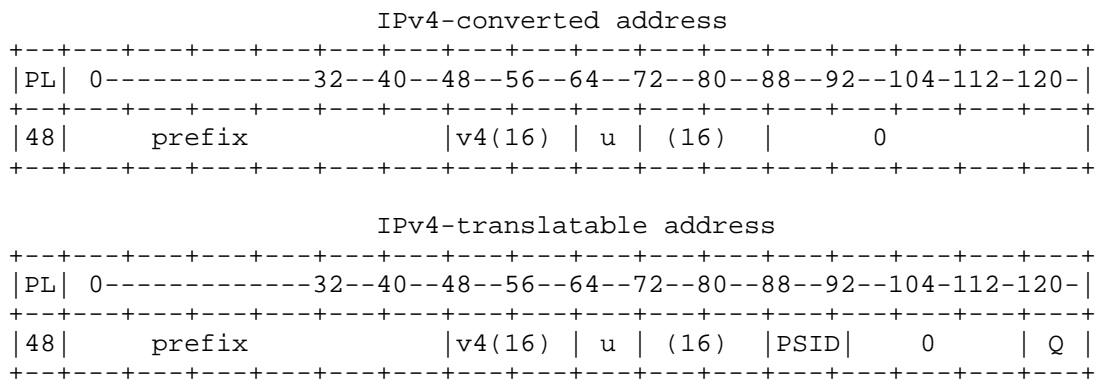 IPv4-converted address
+--+---+---+---+---+---+---+---+---+---+---+---+---+---+---+---+---+
|PL| 0-------------32--40--48--56--64--72--80--88--92--104-112-120-|
+--+---+---+---+---+---+---+---+---+---+---+---+---+---+---+---+---+
|48|     prefix            |v4(16) | u | (16)  |      0            |
+--+---+---+---+---+---+---+---+---+---+---+---+---+---+---+---+---+
IPv4-translatable address
+--+---+---+---+---+---+---+---+---+---+---+---+---+---+---+---+---+
|PL| 0-------------32--40--48--56--64--72--80--88--92--104-112-120-|
+--+---+---+---+---+---+---+---+---+---+---+---+---+---+---+---+---+
|48|     prefix            |v4(16) | u | (16)  |PSID|    0     | Q |
+--+---+---+---+---+---+---+---+---+---+---+---+---+---+---+---+---+